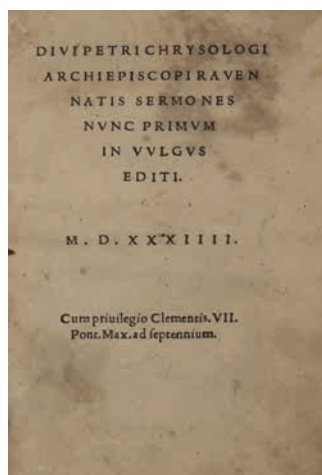 DIVI PETRI CHRYSOLOGI
ARCHIEPISCOPI RAVEN
NATIS SERMONES
NVNC PRIMVM
IN VVLGVS
EDITI.
M. D. XXXIIII.
Cum priuilegio Clementis. VII.
Pont. Max. ad septennium.